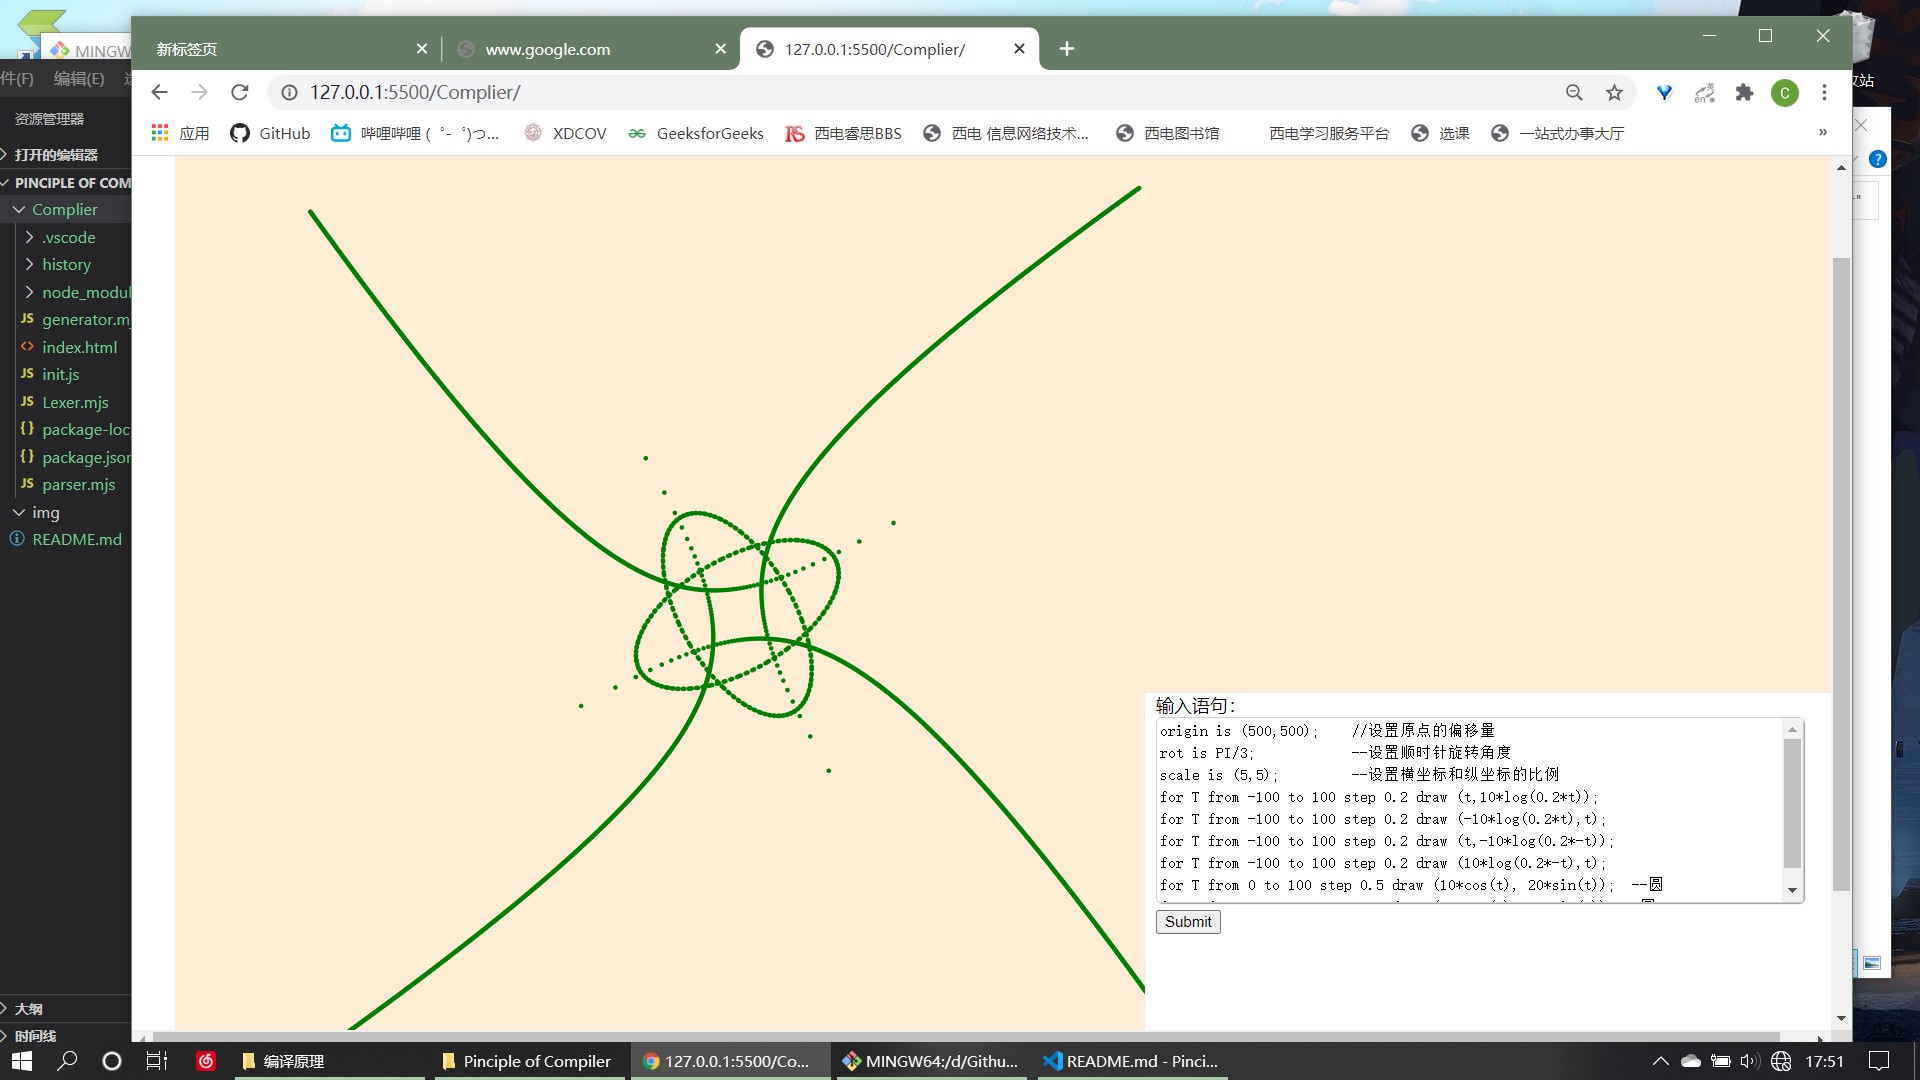 MINGW
新标签页
www.google.com
127.0.0.1:5500/Complier/
127.0.0.1:5500/Complier/
C
应用
GitHub
哔哩哔哩 ( ゜- ゜)つ...
XDCOV
GeeksforGeeks
西电睿思BBS
西电 信息网络技术...
西电图书馆
西电学习服务平台
选课
一站式办事大厅
»
件(F) 编辑(E)
资源管理器
打开的编辑器
PINCIPLE OF COM
Complier
.vscode
history
node_modul
JS generator.mj
index.html
JS init.js
JS Lexer.mjs
package-loc
package.json
JS parser.mjs
img
README.md
大纲
时间线
输入语句:
origin is (500,500); //设置原点的偏移量
rot is PI/3; --设置顺时针旋转角度
scale is (5,5); --设置横坐标和纵坐标的比例
for T from -100 to 100 step 0.2 draw (t,10*log(0.2*t));
for T from -100 to 100 step 0.2 draw (-10*log(0.2*t),t);
for T from -100 to 100 step 0.2 draw (t,-10*log(0.2*-t));
for T from -100 to 100 step 0.2 draw (10*log(0.2*-t),t);
for T from 0 to 100 step 0.5 draw (10*cos(t), 20*sin(t)); --圆
Submit
编译原理
Pinciple of Compiler
127.0.0.1:5500/Co...
MINGW64:/d/Githu...
README.md - Pinci...
17:51